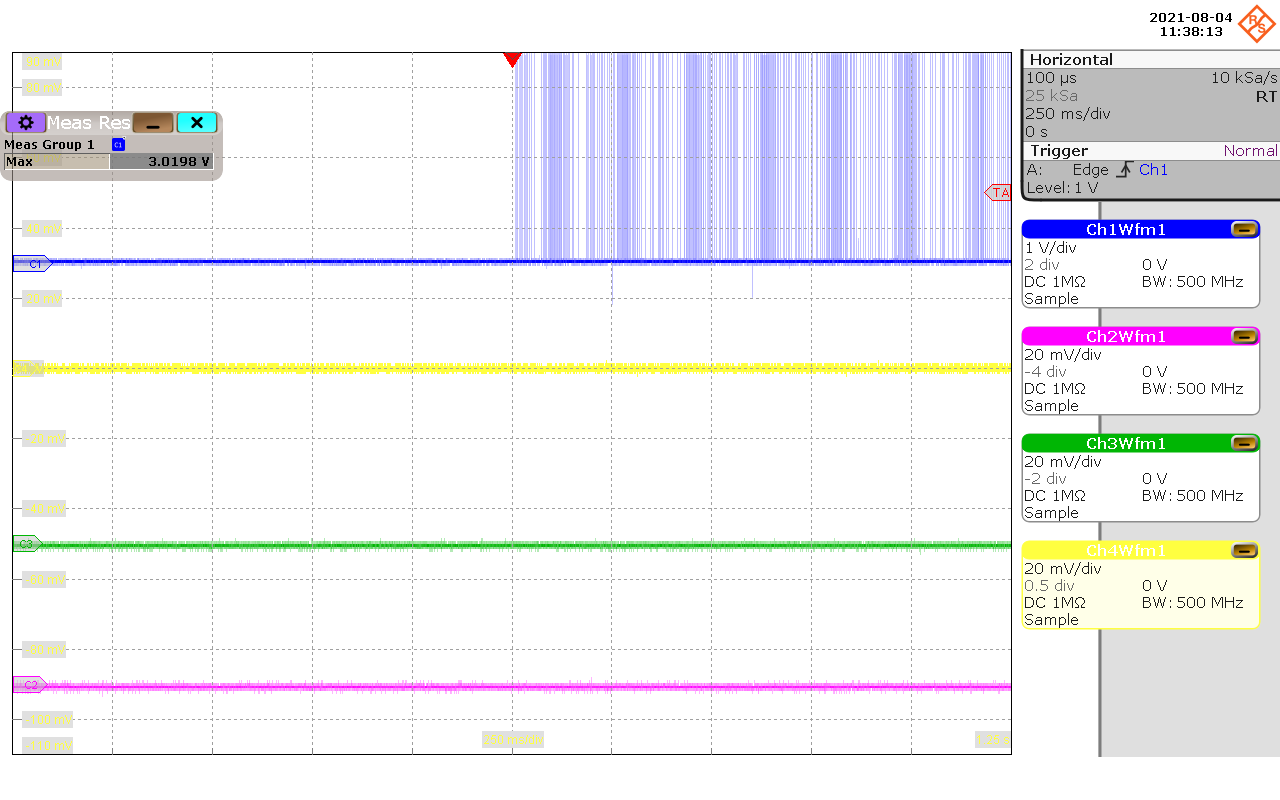 2021-08-04
11:38:13
R S
Horizontal
100 µs 10 kSa/s
25 kSa RT
250 ms/div
0 s
Trigger Normal
A: Edge Ch1
Level: 1 V
TA
Meas Res
Meas Group 1 C1
Max 3.0198 V
C1
C3
C2
Ch1Wfm1
1 V/div
2 div 0 V
DC 1MΩ BW: 500 MHz
Sample
Ch2Wfm1
20 mV/div
-4 div 0 V
DC 1MΩ BW: 500 MHz
Sample
Ch3Wfm1
20 mV/div
-2 div 0 V
DC 1MΩ BW: 500 MHz
Sample
Ch4Wfm1
20 mV/div
0.5 div 0 V
DC 1MΩ BW: 500 MHz
Sample